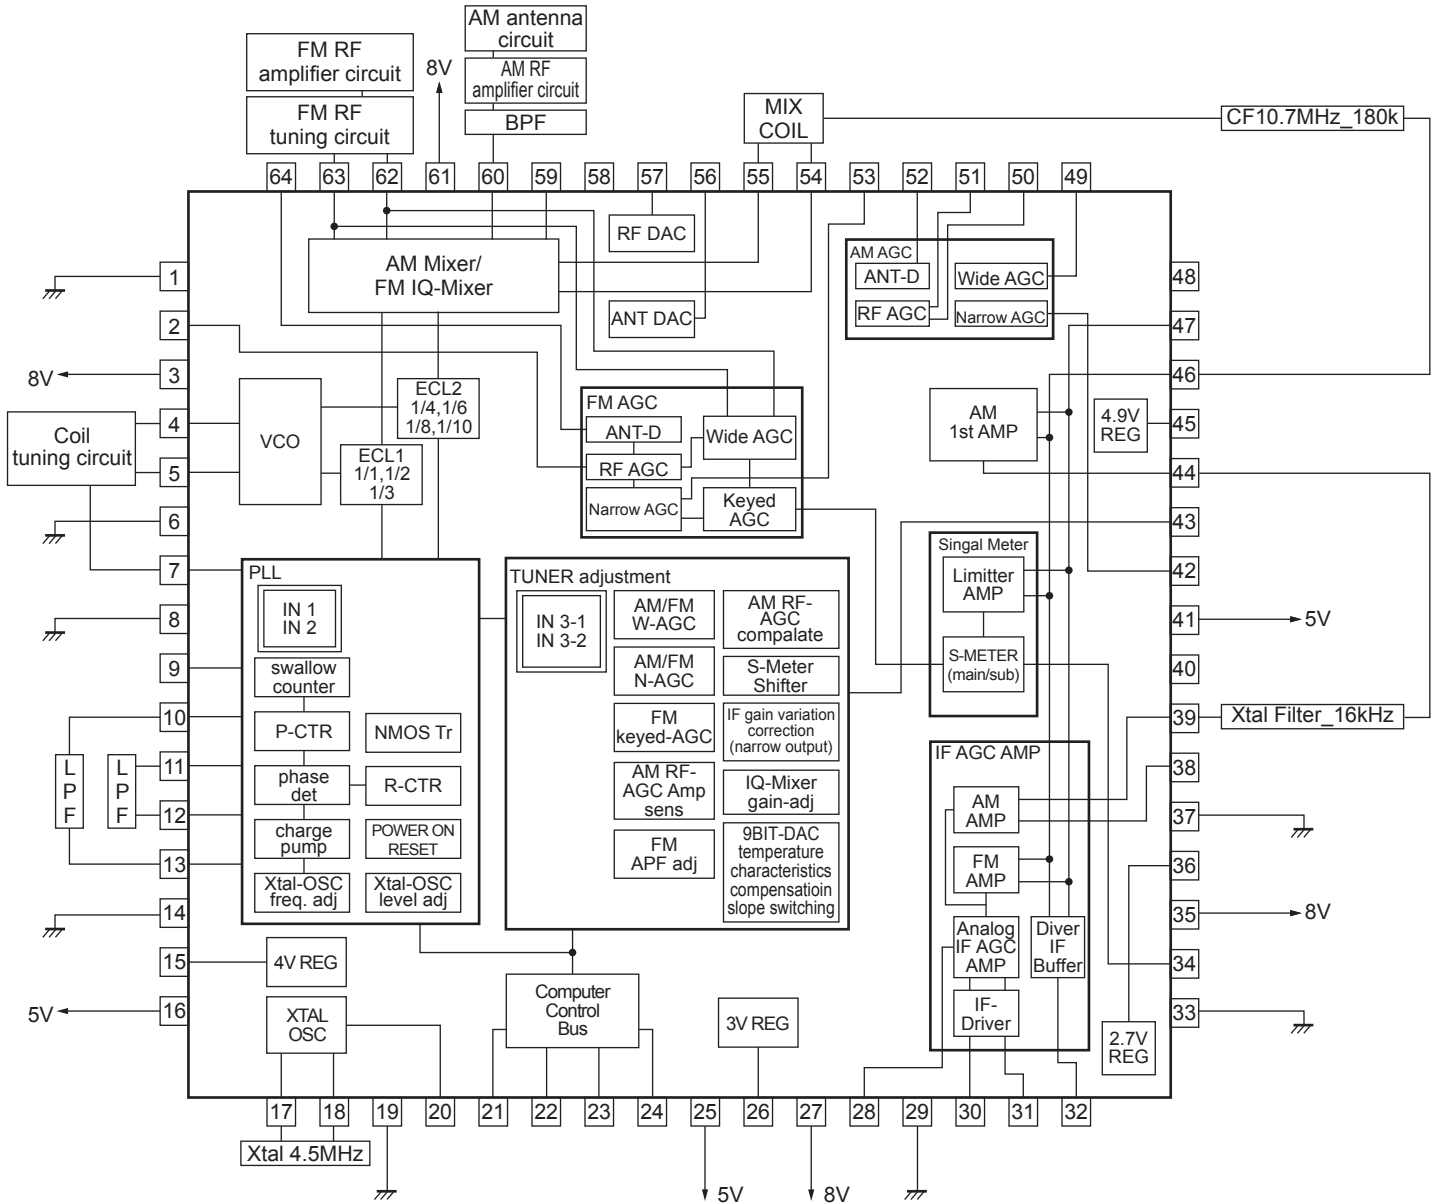 AM antenna
circuit
FM RF
amplifier circuit
8V
AM RF
amplifier circuit
FM RF
tuning circuit
BPF
MIX
COIL
CF10.7MHz_180k
64
63
62
61
60
59
58
57
56
55
54
53
52
51
50
49
RF DAC
AM Mixer/
FM IQ-Mixer
ANT DAC
AM AGC
ANT-D
Wide AGC
RF AGC
Narrow AGC
1
2
3
8V
4
5
6
7
8
9
10
11
12
13
14
15
16
5V
48
47
46
45
44
43
42
41
5V
40
39
38
37
36
35
8V
34
33
Coil
tuning circuit
VCO
ECL2
1/4,1/6
1/8,1/10
ECL1
1/1,1/2
1/3
FM AGC
ANT-D
Wide AGC
RF AGC
Narrow AGC
Keyed
AGC
AM
1st AMP
4.9V
REG
Singal Meter
Limitter
AMP
S-METER
(main/sub)
Xtal Filter_16kHz
PLL
IN 1
IN 2
swallow
counter
P-CTR
NMOS Tr
phase
det
R-CTR
charge
pump
POWER ON
RESET
Xtal-OSC
freq. adj
Xtal-OSC
level adj
L
P
F
L
P
F
TUNER adjustment
IN 3-1
IN 3-2
AM/FM
W-AGC
AM RF-
AGC
compalate
AM/FM
N-AGC
S-Meter
Shifter
FM
keyed-AGC
IF gain variation
correction
(narrow output)
AM RF-
AGC Amp
sens
IQ-Mixer
gain-adj
FM
APF adj
9BIT-DAC
temperature
characteristics
compensatioin
slope switching
IF AGC AMP
AM
AMP
FM
AMP
Analog
IF AGC
AMP
Diver
IF
Buffer
IF-
Driver
2.7V
REG
4V REG
XTAL
OSC
Computer
Control
Bus
3V REG
17
18
19
20
21
22
23
24
25
26
27
28
29
30
31
32
Xtal 4.5MHz
5V
8V